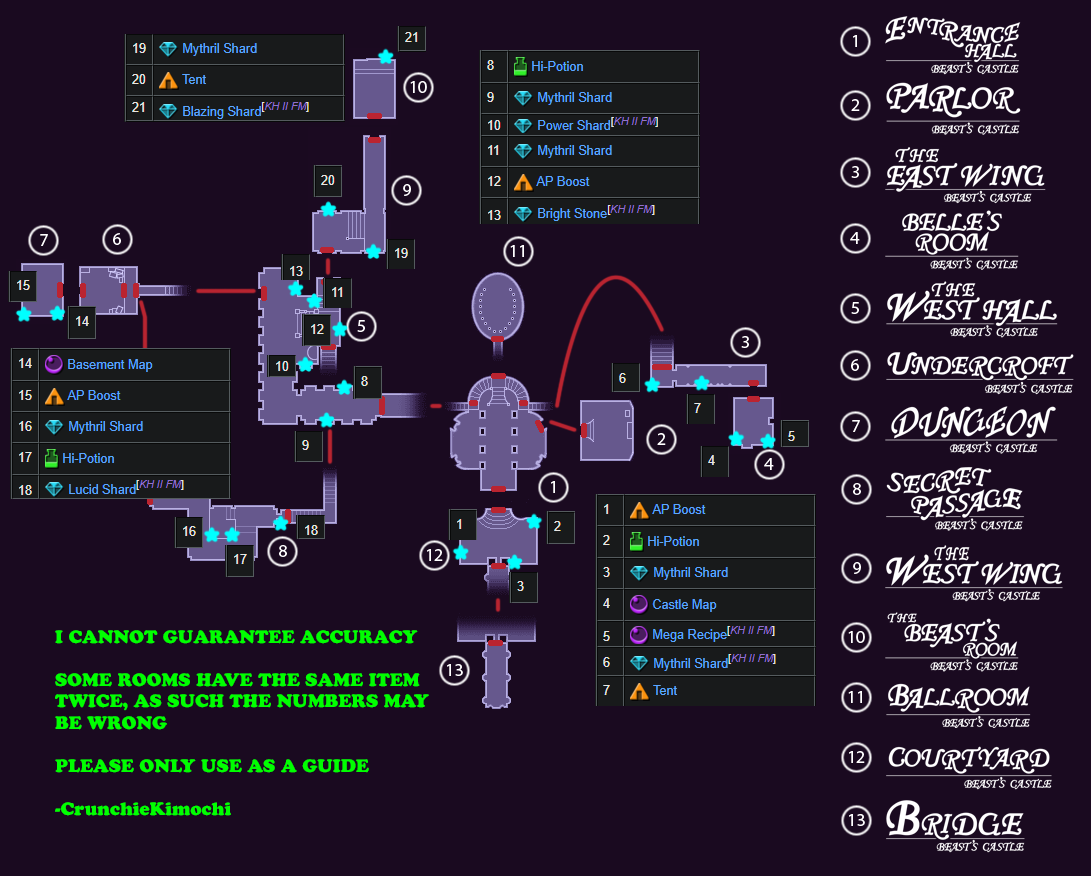 19 Mythril Shard
20 Tent
21 Blazing Shard[KH II FM]
21
10
8 Hi-Potion
9 Mythril Shard
10 Power Shard[KH II FM]
11 Mythril Shard
12 AP Boost
13 Bright Stone[KH II FM]
20
9
19
7
6
15
14
13
11
12
5
10
8
9
11
3
6
7
2
4
5
4
1
14 Basement Map
15 AP Boost
16 Mythril Shard
17 Hi-Potion
18 Lucid Shard[KH II FM]
16
17
8
18
1
2
12
3
13
1 AP Boost
2 Hi-Potion
3 Mythril Shard
4 Castle Map
5 Mega Recipe[KH II FM]
6 Mythril Shard[KH II FM]
7 Tent
I CANNOT GUARANTEE ACCURACY
SOME ROOMS HAVE THE SAME ITEM
TWICE, AS SUCH THE NUMBERS MAY
BE WRONG
PLEASE ONLY USE AS A GUIDE
-CrunchieKimochi
1 ENTRANCE
HALL
BEAST'S CASTLE
2 PARLOR
BEAST'S CASTLE
THE
3 EAST WING
BEAST'S CASTLE
BELLE'S
4 ROOM
BEAST'S CASTLE
THE
5 WEST HALL
BEAST'S CASTLE
6 UNDERCROFT
BEAST'S CASTLE
7 DUNGEON
BEAST'S CASTLE
8 SECRET
PASSAGE
BEAST'S CASTLE
THE
9 WEST WING
BEAST'S CASTLE
THE
10 BEAST'S
ROOM
BEAST'S CASTLE
11 BALLROOM
BEAST'S CASTLE
12 COURTYARD
BEAST'S CASTLE
13 BRIDGE
BEAST'S CASTLE